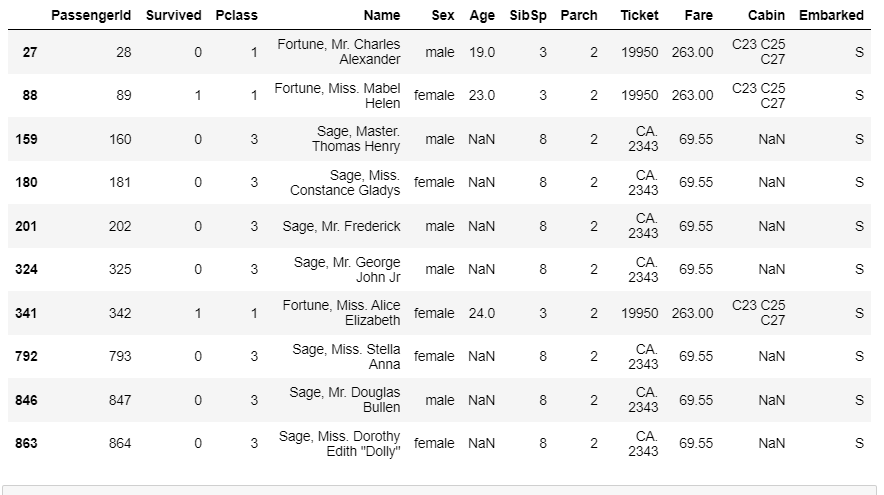 PassengerId Survived Pclass Name Sex Age SibSp Parch Ticket Fare Cabin Embarked
27 28 0 1 Fortune, Mr. Charles Alexander male 19.0 3 2 19950 263.00 C23 C25 C27 S
88 89 1 1 Fortune, Miss. Mabel Helen female 23.0 3 2 19950 263.00 C23 C25 C27 S
159 160 0 3 Sage, Master. Thomas Henry male NaN 8 2 CA. 2343 69.55 NaN S
180 181 0 3 Sage, Miss. Constance Gladys female NaN 8 2 CA. 2343 69.55 NaN S
201 202 0 3 Sage, Mr. Frederick male NaN 8 2 CA. 2343 69.55 NaN S
324 325 0 3 Sage, Mr. George John Jr male NaN 8 2 CA. 2343 69.55 NaN S
341 342 1 1 Fortune, Miss. Alice Elizabeth female 24.0 3 2 19950 263.00 C23 C25 C27 S
792 793 0 3 Sage, Miss. Stella Anna female NaN 8 2 CA. 2343 69.55 NaN S
846 847 0 3 Sage, Mr. Douglas Bullen male NaN 8 2 CA. 2343 69.55 NaN S
863 864 0 3 Sage, Miss. Dorothy Edith "Dolly" female NaN 8 2 CA. 2343 69.55 NaN S